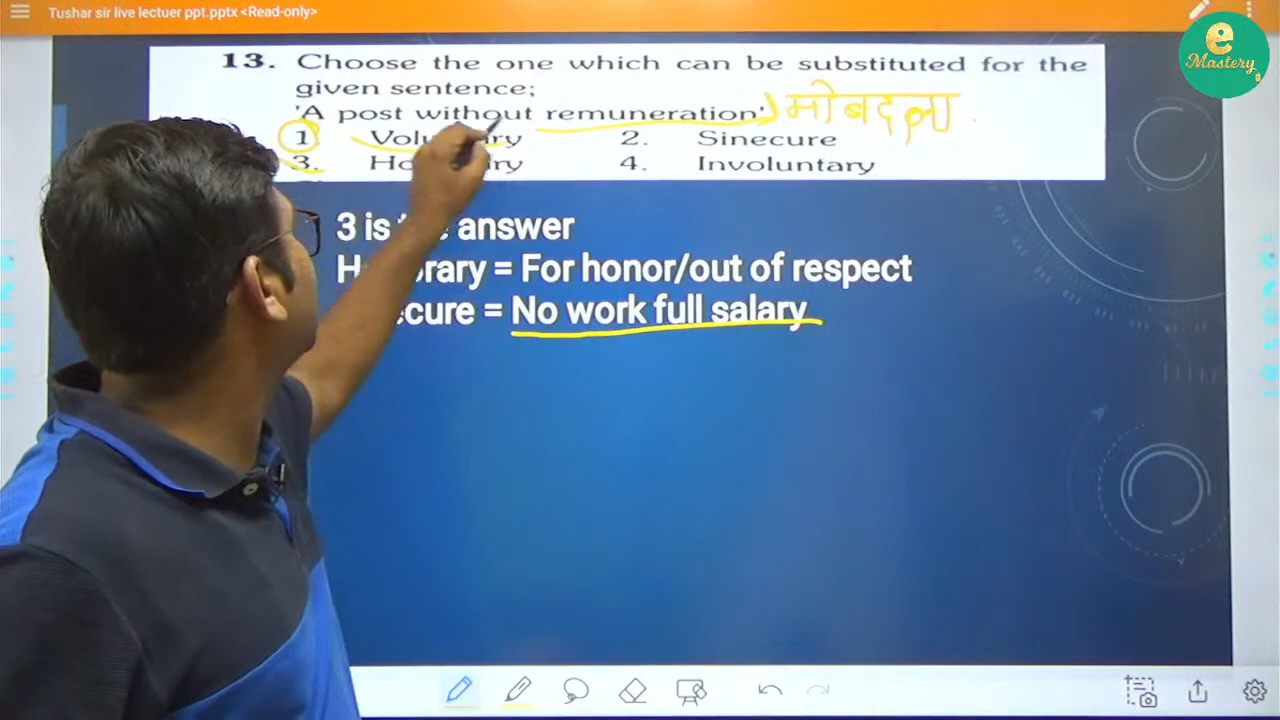 Tushar sir live lectuer ppt.pptx <Read-only>
e
Mastery
13. Choose the one which can be substituted for the
given sentence;
'A post without remuneration' मोबदला
1 2. Sinecure
3. 4. Involuntary
3 is answer
= For honor/out of respect
= No work full salary